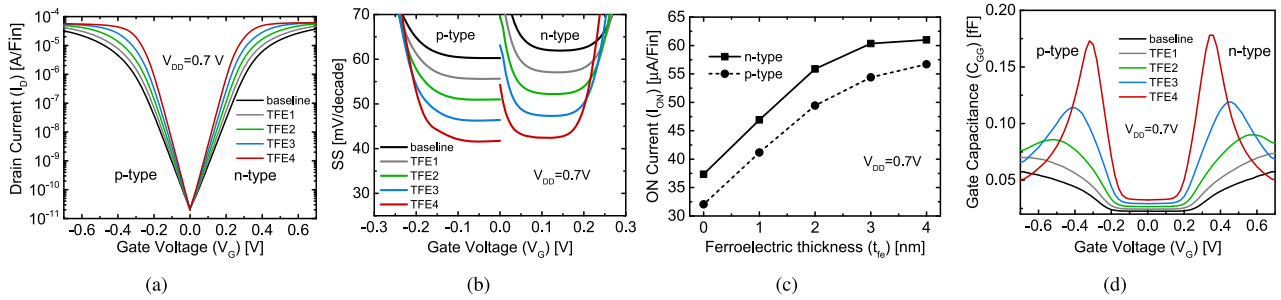 Drain Current (I_D) [A/Fin]
10^-4
10^-5
10^-6
10^-7
10^-8
10^-9
10^-10
10^-11
V_DD=0.7 V
baseline
TFE1
TFE2
TFE3
TFE4
p-type
n-type
-0.6 -0.4 -0.2 0.0 0.2 0.4 0.6
Gate Voltage (V_G) [V]
(a)
SS [mV/decade]
70
60
50
40
30
p-type
n-type
baseline
TFE1
TFE2
TFE3
TFE4
V_DD=0.7V
-0.3 -0.2 -0.1 0.0 0.1 0.2 0.3
Gate Voltage (V_G) [V]
(b)
ON Current (I_ON) [µA/Fin]
65
60
55
50
45
40
35
30
n-type
p-type
V_DD=0.7V
0 1 2 3 4
Ferroelectric thickness (t_fe) [nm]
(c)
Gate Capacitance (C_GG) [fF]
0.20
0.15
0.10
0.05
p-type
baseline
TFE2
TFE3
TFE4
n-type
V_DD=0.7V
-0.6 -0.4 -0.2 0.0 0.2 0.4 0.6
Gate Voltage (V_G) [V]
(d)